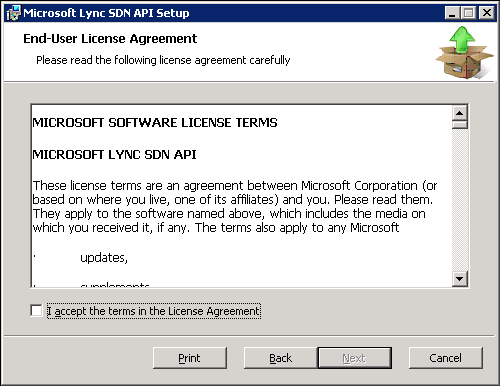 Microsoft Lync SDN API Setup
End-User License Agreement
Please read the following license agreement carefully
MICROSOFT SOFTWARE LICENSE TERMS
MICROSOFT LYNC SDN API
These license terms are an agreement between Microsoft Corporation (or
based on where you live, one of its affiliates) and you. Please read them.
They apply to the software named above, which includes the media on
which you received it, if any. The terms also apply to any Microsoft
· updates,
· supplements,
I accept the terms in the License Agreement
Print
Back
Next
Cancel